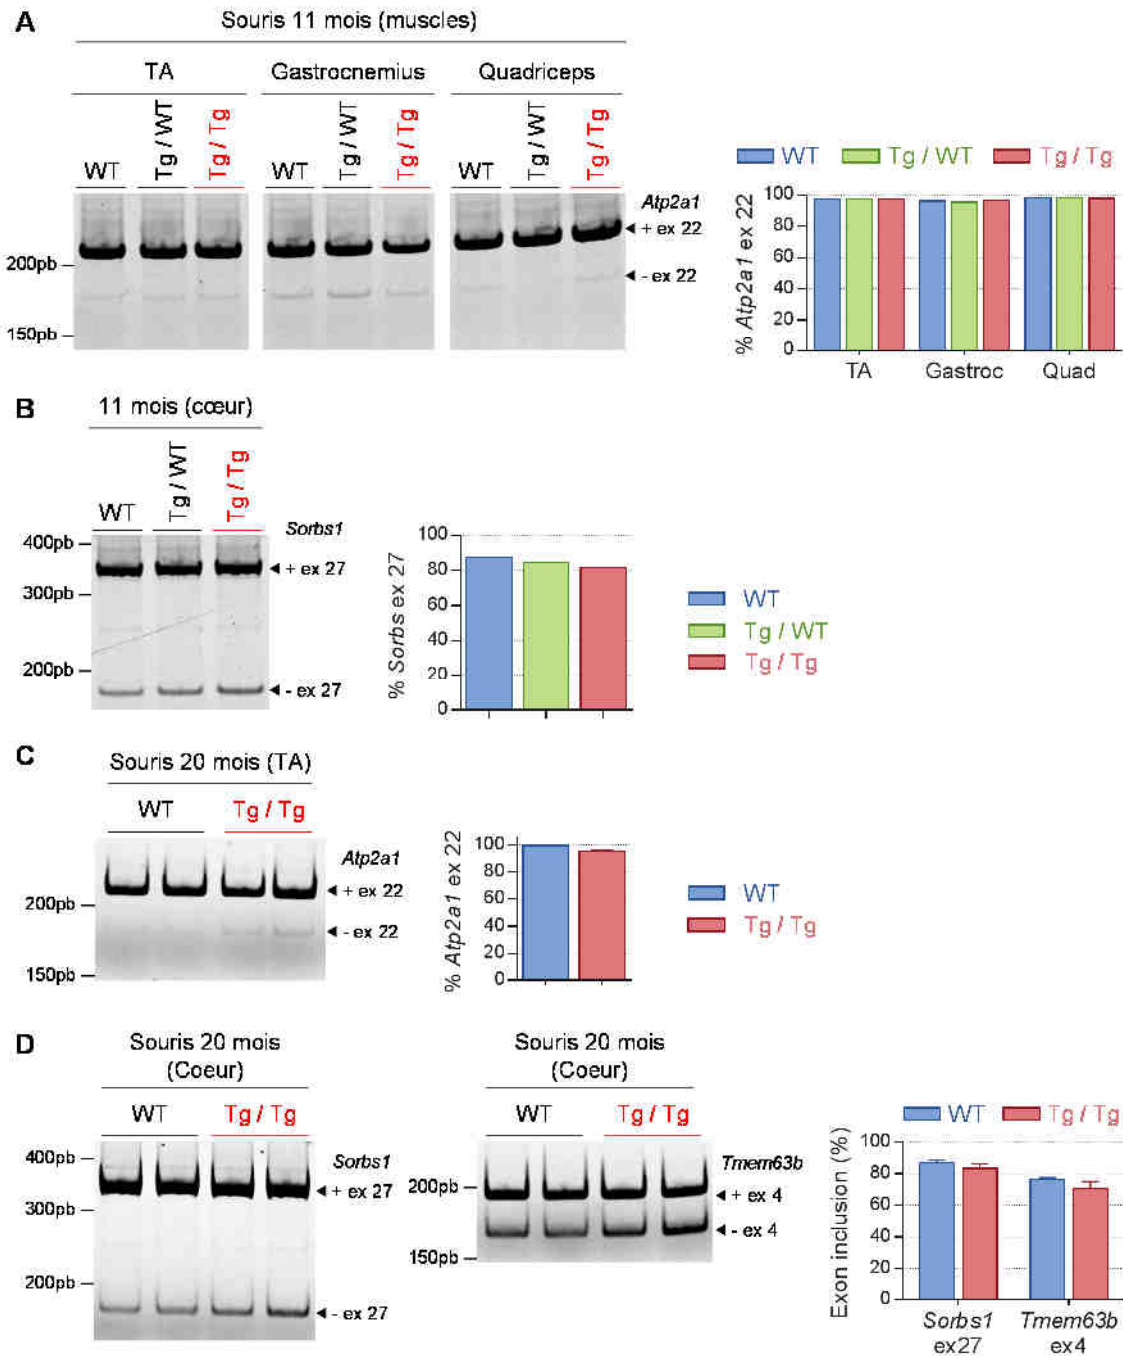 A
Souris 11 mois (muscles)
TA
Gastrocnemius
Quadriceps
WT
Tg / WT
Tg / Tg
WT
Tg / WT
Tg / Tg
WT
Tg / WT
Tg / Tg
Atp2a1
+ ex 22
- ex 22
200pb
150pb
WT
Tg / WT
Tg / Tg
% Atp2a1 ex 22
100
80
60
40
20
0
TA
Gastroc
Quad
B
11 mois (cœur)
WT
Tg / WT
Tg / Tg
Sorbs1
400pb
+ ex 27
300pb
200pb
- ex 27
% Sorbs ex 27
100
80
60
40
20
0
WT
Tg / WT
Tg / Tg
C
Souris 20 mois (TA)
WT
Tg / Tg
Atp2a1
+ ex 22
200pb
- ex 22
150pb
% Atp2a1 ex 22
100
80
60
40
20
0
WT
Tg / Tg
D
Souris 20 mois
(Coeur)
WT
Tg / Tg
400pb
Sorbs1
+ ex 27
300pb
200pb
- ex 27
Souris 20 mois
(Coeur)
WT
Tg / Tg
Tmem63b
200pb
+ ex 4
- ex 4
150pb
WT
Tg / Tg
Exon inclusion (%)
100
80
60
40
20
0
Sorbs1
ex27
Tmem63b
ex4